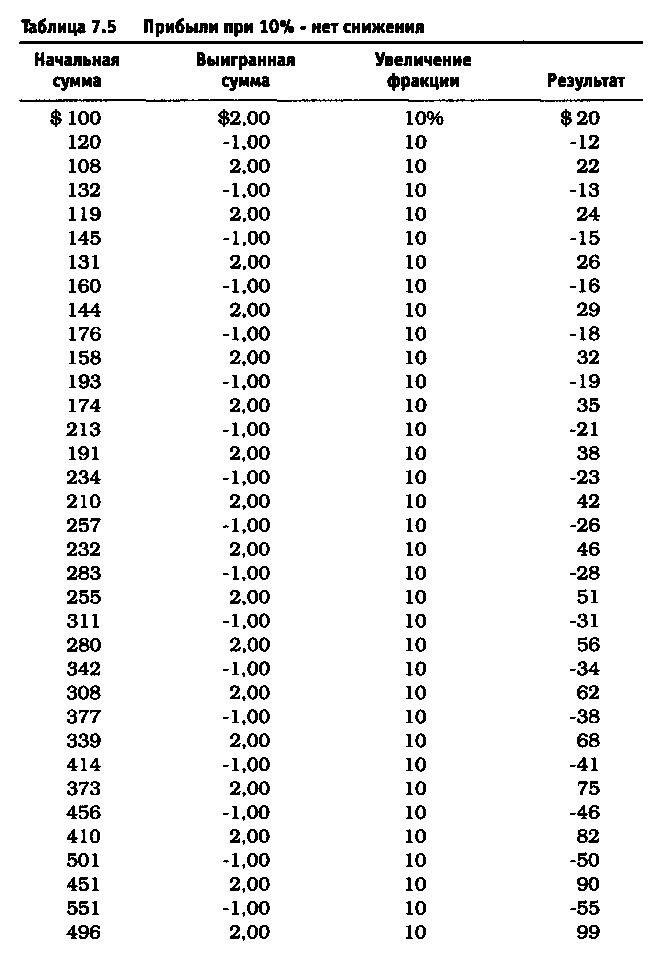 Таблица 7.5 Прибыли при 10% - нет снижения
Начальная сумма Выигранная сумма Увеличение фракции Результат
$ 100 $2,00 10% $ 20
120 -1,00 10 -12
108 2,00 10 22
132 -1,00 10 -13
119 2,00 10 24
145 -1,00 10 -15
131 2,00 10 26
160 -1,00 10 -16
144 2,00 10 29
176 -1,00 10 -18
158 2,00 10 32
193 -1,00 10 -19
174 2,00 10 35
213 -1,00 10 -21
191 2,00 10 38
234 -1,00 10 -23
210 2,00 10 42
257 -1,00 10 -26
232 2,00 10 46
283 -1,00 10 -28
255 2,00 10 51
311 -1,00 10 -31
280 2,00 10 56
342 -1,00 10 -34
308 2,00 10 62
377 -1,00 10 -38
339 2,00 10 68
414 -1,00 10 -41
373 2,00 10 75
456 -1,00 10 -46
410 2,00 10 82
501 -1,00 10 -50
451 2,00 10 90
551 -1,00 10 -55
496 2,00 10 99